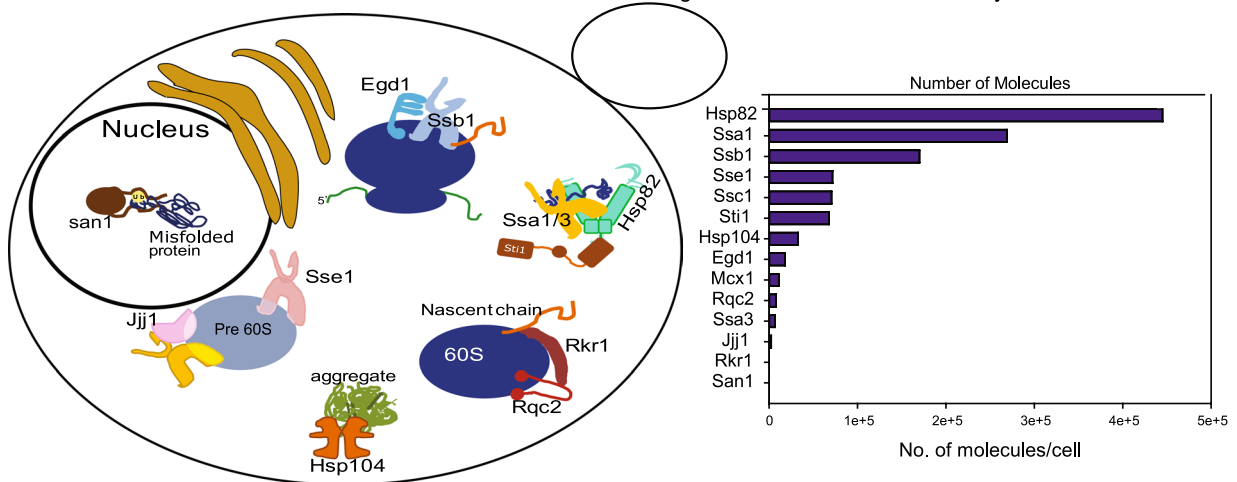 Nucleus
san1
Ub
Misfolded
protein
Egd1
Ssb1
5'
Ssa1/3
Hsp82
Sti1
Sse1
Jjj1
Pre 60S
Nascent chain
60S
Rkr1
Rqc2
aggregate
Hsp104
Number of Molecules
Hsp82
Ssa1
Ssb1
Sse1
Ssc1
Sti1
Hsp104
Egd1
Mcx1
Rqc2
Ssa3
Jjj1
Rkr1
San1
0 1e+5 2e+5 3e+5 4e+5 5e+5
No. of molecules/cell